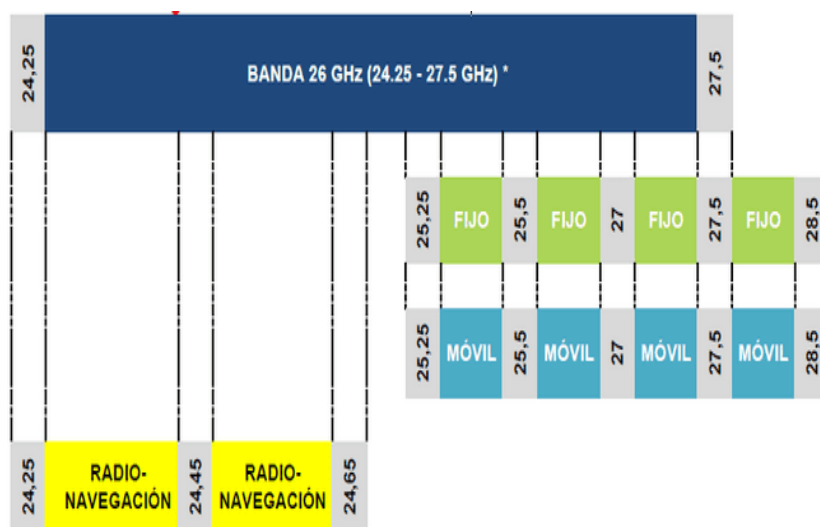 24,25
BANDA 26 GHz (24.25 - 27.5 GHz) *
27,5
25,25
FIJO
25,5
FIJO
27
FIJO
27,5
FIJO
28,5
25,25
MÓVIL
25,5
MÓVIL
27
MÓVIL
27,5
MÓVIL
28,5
24,25
RADIO-
NAVEGACIÓN
24,45
RADIO-
NAVEGACIÓN
24,65